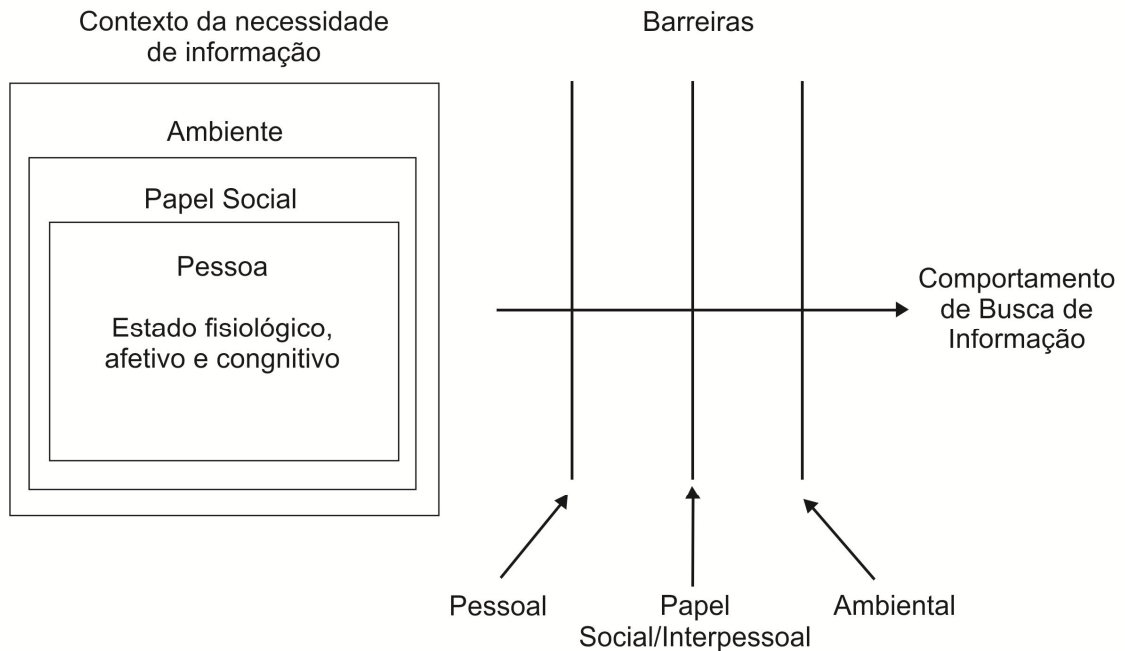 Contexto da necessidade
de informação
Barreiras
Ambiente
Papel Social
Pessoa
Estado fisiológico,
afetivo e congnitivo
Comportamento
de Busca de
Informação
Pessoal
Papel
Social/Interpessoal
Ambiental